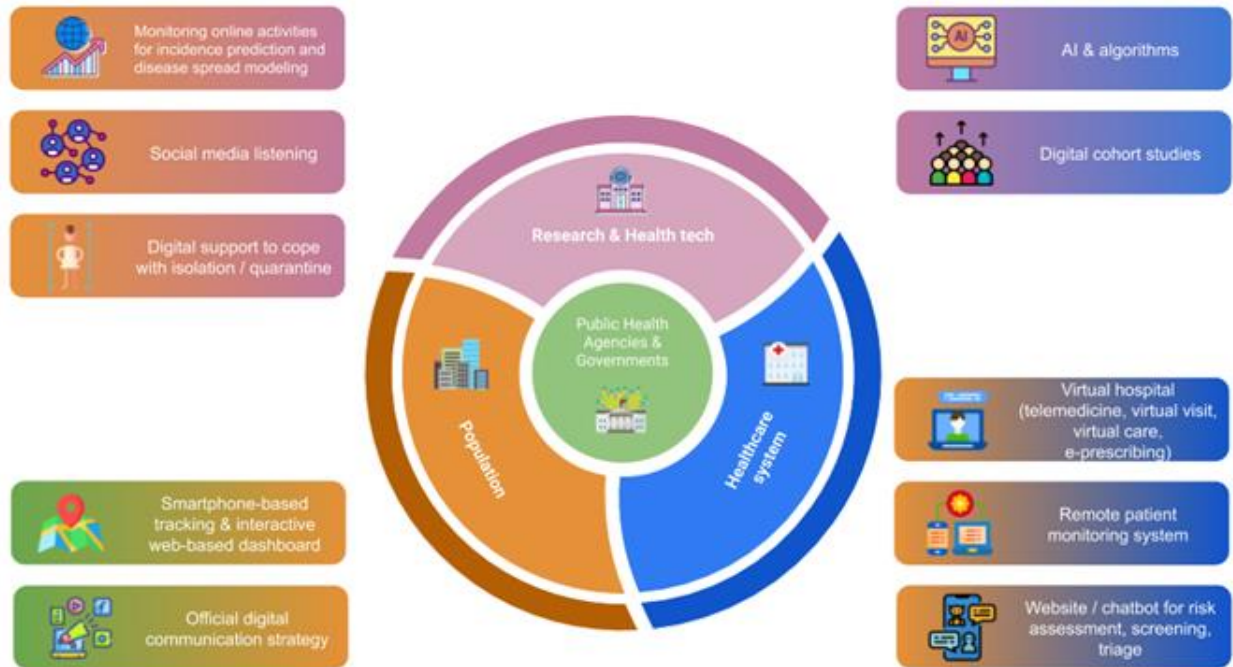 Monitoring online activities
for incidence prediction and
disease spread modeling
Social media listening
Digital support to cope
with isolation / quarantine
AI
AI & algorithms
Digital cohort studies
Research & Health tech
Public Health
Agencies &
Governments
Population
Healthcare
system
Smartphone-based
tracking & interactive
web-based dashboard
Official digital
communication strategy
Virtual hospital
(telemedicine, virtual visit,
virtual care,
e-prescribing)
Remote patient
monitoring system
Website / chatbot for risk
assessment, screening,
triage